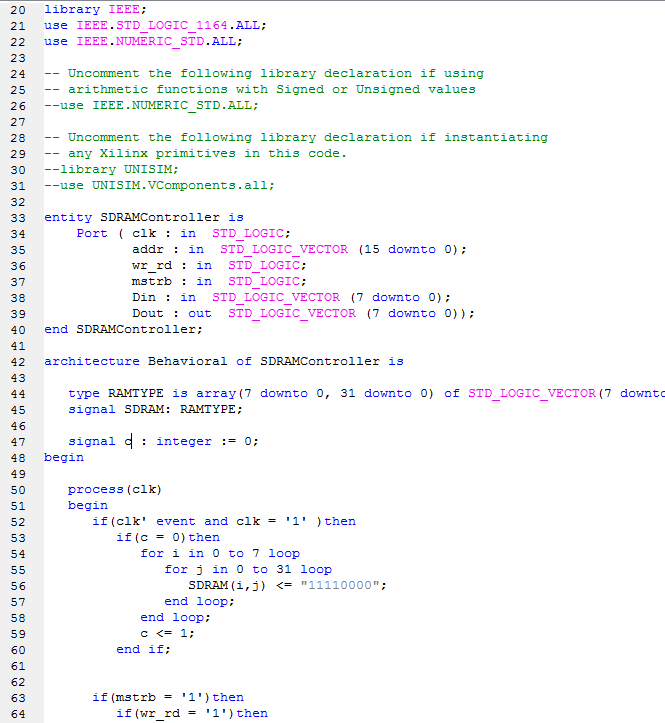 20 library IEEE;
21 use IEEE.STD_LOGIC_1164.ALL;
22 use IEEE.NUMERIC_STD.ALL;
23
24 -- Uncomment the following library declaration if using
25 -- arithmetic functions with Signed or Unsigned values
26 --use IEEE.NUMERIC_STD.ALL;
27
28 -- Uncomment the following library declaration if instantiating
29 -- any Xilinx primitives in this code.
30 --library UNISIM;
31 --use UNISIM.VComponents.all;
32
33 entity SDRAMController is
34     Port ( clk : in  STD_LOGIC;
35            addr : in  STD_LOGIC_VECTOR (15 downto 0);
36            wr_rd : in  STD_LOGIC;
37            mstrb : in  STD_LOGIC;
38            Din : in  STD_LOGIC_VECTOR (7 downto 0);
39            Dout : out  STD_LOGIC_VECTOR (7 downto 0));
40 end SDRAMController;
41
42 architecture Behavioral of SDRAMController is
43
44    type RAMTYPE is array(7 downto 0, 31 downto 0) of STD_LOGIC_VECTOR(7 downto
45    signal SDRAM: RAMTYPE;
46
47    signal c : integer := 0;
48 begin
49
50    process(clk)
51    begin
52       if(clk' event and clk = '1' )then
53          if(c = 0)then
54             for i in 0 to 7 loop
55                for j in 0 to 31 loop
56                   SDRAM(i,j) <= "11110000";
57                end loop;
58             end loop;
59             c <= 1;
60          end if;
61
62
63       if(mstrb = '1')then
64          if(wr_rd = '1')then